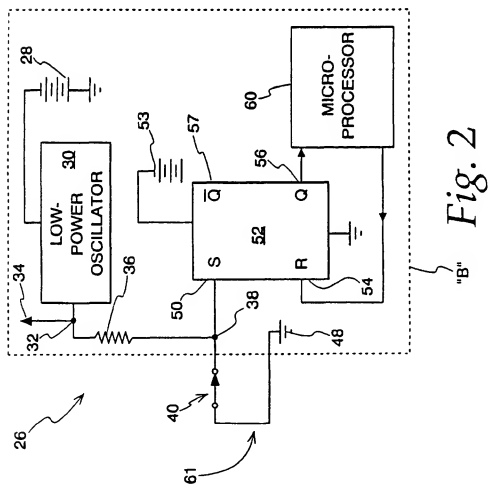 26
34
32
LOW-
POWER
OSCILLATOR
30
28
36
53
57
38
50
S
Q̅
52
R
Q
54
56
60
MICRO-
PROCESSOR
40
61
48
"B"
Fig. 2